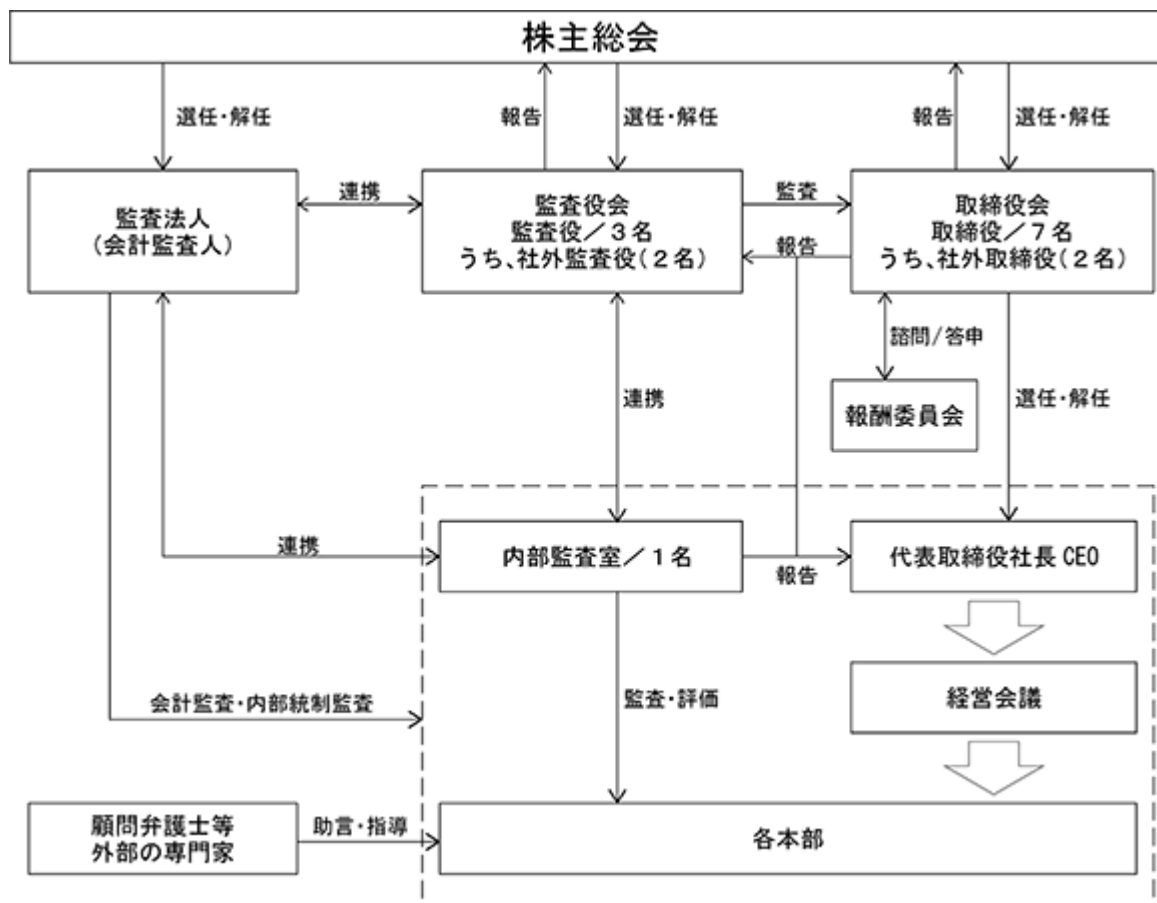 株主総会
選任・解任
報告
選任・解任
報告
選任・解任
監査法人
(会計監査人)
連携
監査役会
監査役／３名
うち、社外監査役(２名)
監査
報告
取締役会
取締役／７名
うち、社外取締役(２名)
諮問/答申
報酬委員会
連携
選任・解任
連携
内部監査室／１名
報告
代表取締役社長 CEO
会計監査・内部統制監査
監査・評価
経営会議
顧問弁護士等
外部の専門家
助言・指導
各本部